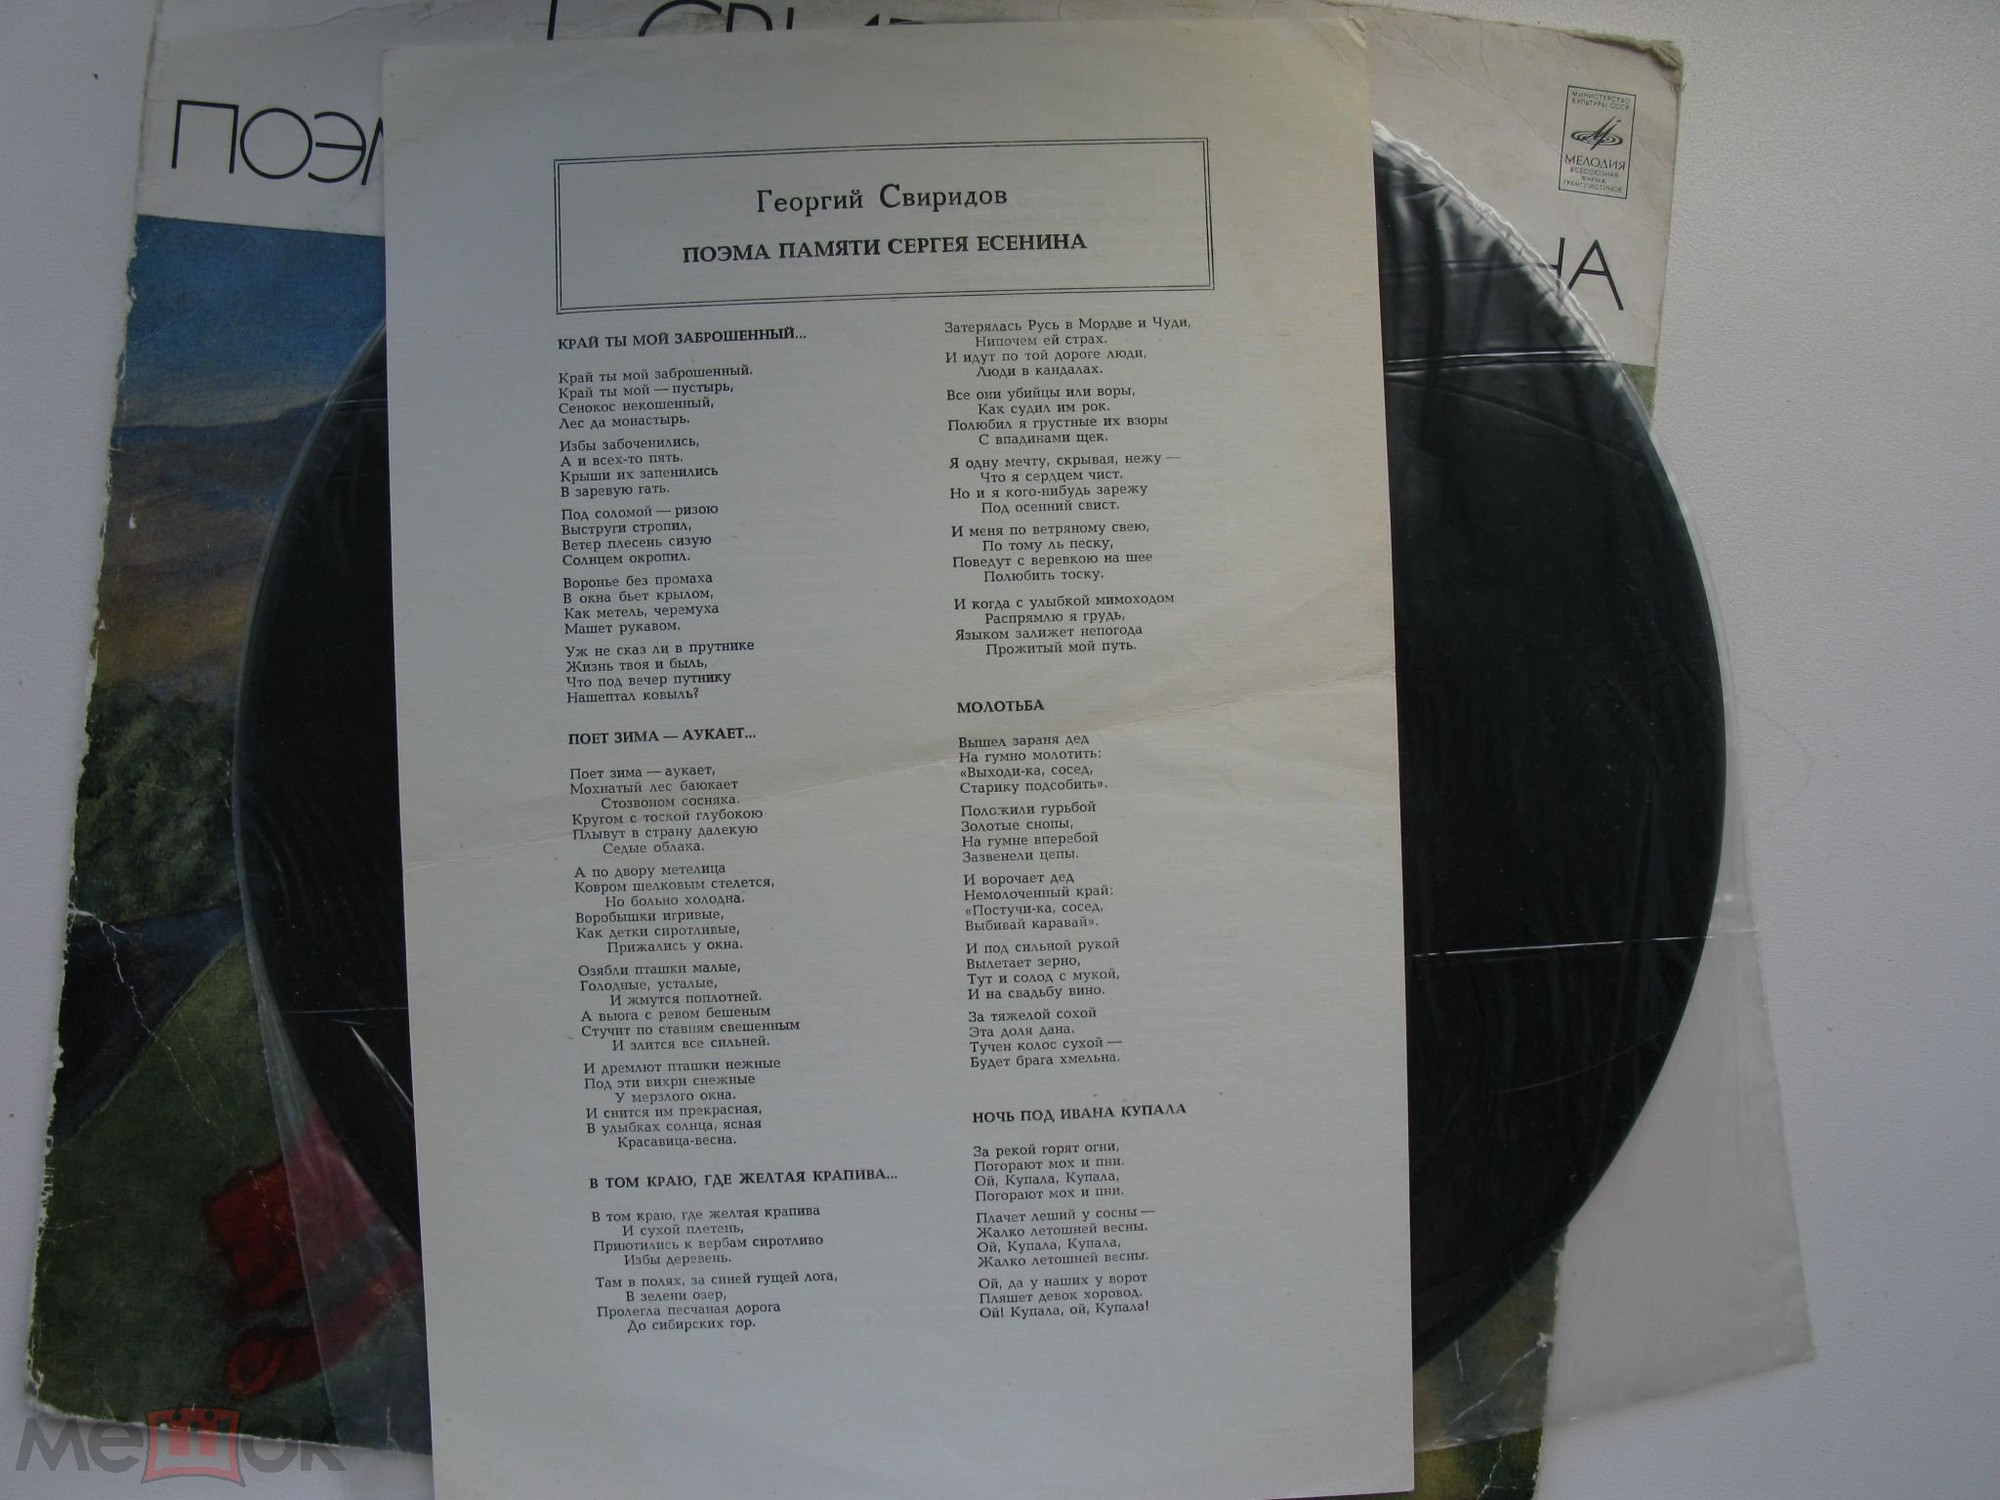 ПОЭМ
НА
МИНИСТЕРСТВО
КУЛЬТУРЫ СССР
МЕЛОДИЯ
ВСЕСОЮЗНАЯ
ФИРМА
ГРАМПЛАСТИНОК
Георгий Свиридов
ПОЭМА ПАМЯТИ СЕРГЕЯ ЕСЕНИНА
КРАЙ ТЫ МОЙ ЗАБРОШЕННЫЙ...
Край ты мой заброшенный.
Край ты мой — пустырь,
Сенокос некошенный,
Лес да монастырь.
Избы забоченились,
А и всех-то пять.
Крыши их запенились
В заревую гать.
Под соломой — ризою
Выструги стропил,
Ветер плесень сизую
Солнцем окропил.
Воронье без промаха
В окна бьет крылом,
Как метель, черемуха
Машет рукавом.
Уж не сказ ли в прутнике
Жизнь твоя и быль,
Что под вечер путнику
Нашептал ковыль?
ПОЕТ ЗИМА — АУКАЕТ...
Поет зима — аукает,
Мохнатый лес баюкает
Стозвоном сосняка.
Кругом с тоской глубокою
Плывут в страну далекую
Седые облака.
А по двору метелица
Ковром шелковым стелется,
Но больно холодна.
Воробышки игривые,
Как детки сиротливые,
Прижались у окна.
Озябли пташки малые,
Голодные, усталые,
И жмутся поплотней.
А вьюга с ревом бешеным
Стучит по ставням свешенным
И злится все сильней.
И дремлют пташки нежные
Под эти вихри снежные
У мерзлого окна.
И снится им прекрасная,
В улыбках солнца, ясная
Красавица-весна.
В ТОМ КРАЮ, ГДЕ ЖЕЛТАЯ КРАПИВА...
В том краю, где желтая крапива
И сухой плетень,
Приютились к вербам сиротливо
Избы деревень.
Там в полях, за синей гущей лога,
В зелени озер,
Пролегла песчаная дорога
До сибирских гор.
Затерялась Русь в Мордве и Чуди,
Нипочем ей страх.
И идут по той дороге люди,
Люди в кандалах.
Все они убийцы или воры,
Как судил им рок.
Полюбил я грустные их взоры
С впадинами щек.
Я одну мечту, скрывая, нежу —
Что я сердцем чист.
Но и я кого-нибудь зарежу
Под осенний свист.
И меня по ветряному свею,
По тому ль песку,
Поведут с веревкою на шее
Полюбить тоску.
И когда с улыбкой мимоходом
Распрямлю я грудь,
Языком залижет непогода
Прожитый мой путь.
МОЛОТЬБА
Вышел зараня дед
На гумно молотить:
«Выходи-ка, сосед,
Старику подсобить».
Положили гурьбой
Золотые снопы,
На гумне вперебой
Зазвенели цепы.
И ворочает дед
Немолоченный край:
«Постучи-ка, сосед,
Выбивай каравай».
И под сильной рукой
Вылетает зерно,
Тут и солод с мукой,
И на свадьбу вино.
За тяжелой сохой
Эта доля дана.
Тучен колос сухой —
Будет брага хмельна.
НОЧЬ ПОД ИВАНА КУПАЛА
За рекой горят огни,
Погорают мох и пни.
Ой, Купала, Купала,
Погорают мох и пни.
Плачет леший у сосны —
Жалко летошней весны.
Ой, Купала, Купала,
Жалко летошней весны.
Ой, да у наших у ворот
Пляшет девок хоровод.
Ой! Купала, ой, Купала!
мешок